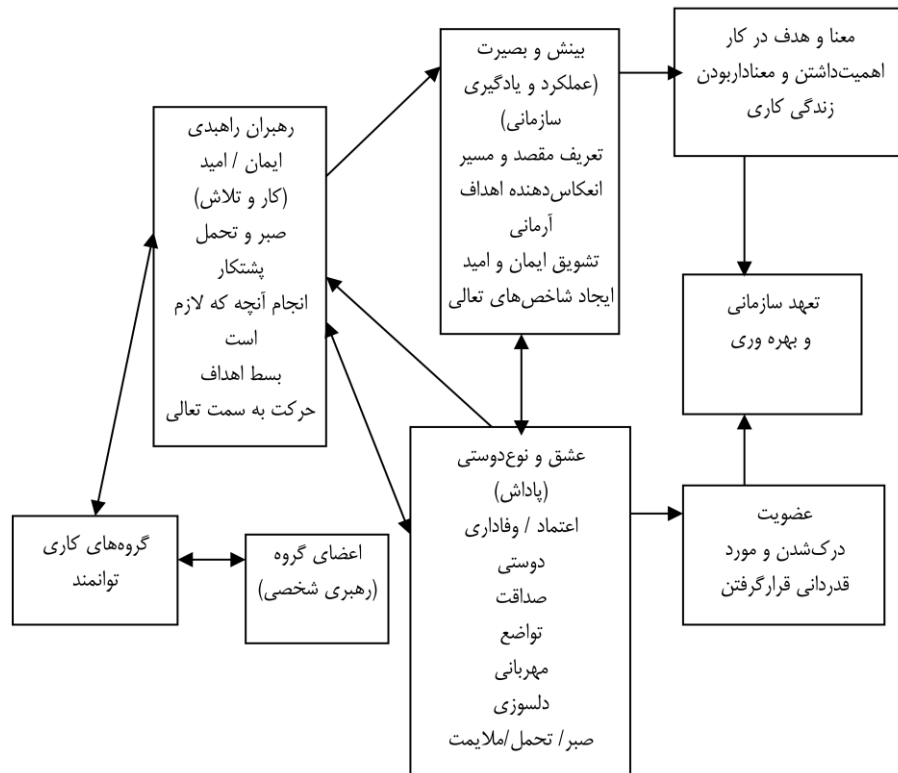 معنا و هدف در کار
اهمیت‌داشتن و معناداربودن
زندگی کاری
بینش و بصیرت
(عملکرد و یادگیری
سازمانی)
تعریف مقصد و مسیر
انعکاس‌دهنده اهداف
آرمانی
تشویق ایمان و امید
ایجاد شاخص‌های تعالی
رهبران راهبدی
ایمان / امید
(کار و تلاش)
صبر و تحمل
پشتکار
انجام آنچه که لازم
است
بسط اهداف
حرکت به سمت تعالی
تعهد سازمانی
و بهره وری
عشق و نوع‌دوستی
(پاداش)
اعتماد / وفاداری
دوستی
صداقت
تواضع
مهربانی
دلسوزی
صبر/ تحمل/ملایمت
عضویت
درک‌شدن و مورد
قدردانی قرارگرفتن
اعضای گروه
(رهبری شخصی)
گروه‌های کاری
توانمند